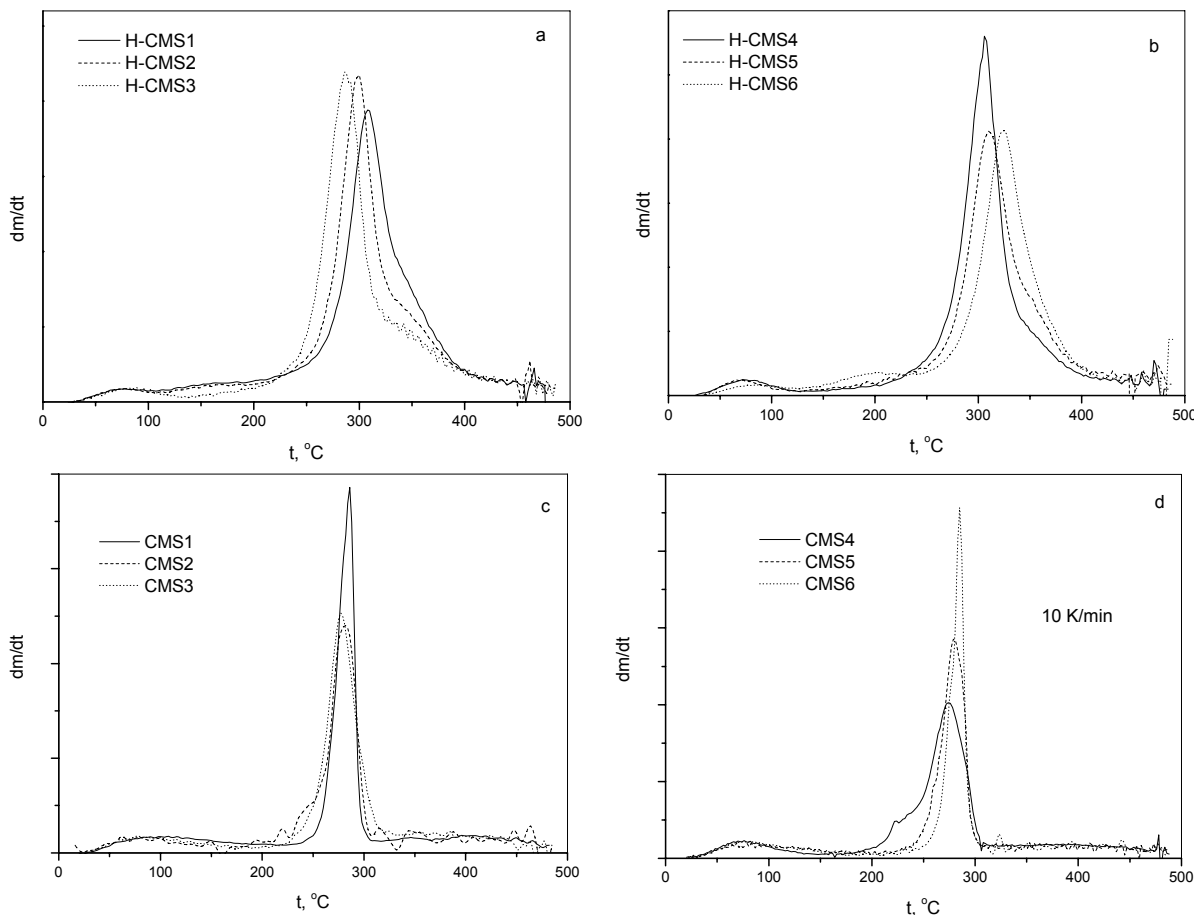 a
H-CMS1
H-CMS2
H-CMS3
dm/dt
0 100 200 300 400 500
t, °C
b
H-CMS4
H-CMS5
H-CMS6
dm/dt
0 100 200 300 400 500
t, °C
c
CMS1
CMS2
CMS3
dm/dt
0 100 200 300 400 500
t, °C
d
CMS4
CMS5
CMS6
10 K/min
dm/dt
0 100 200 300 400 500
t, °C